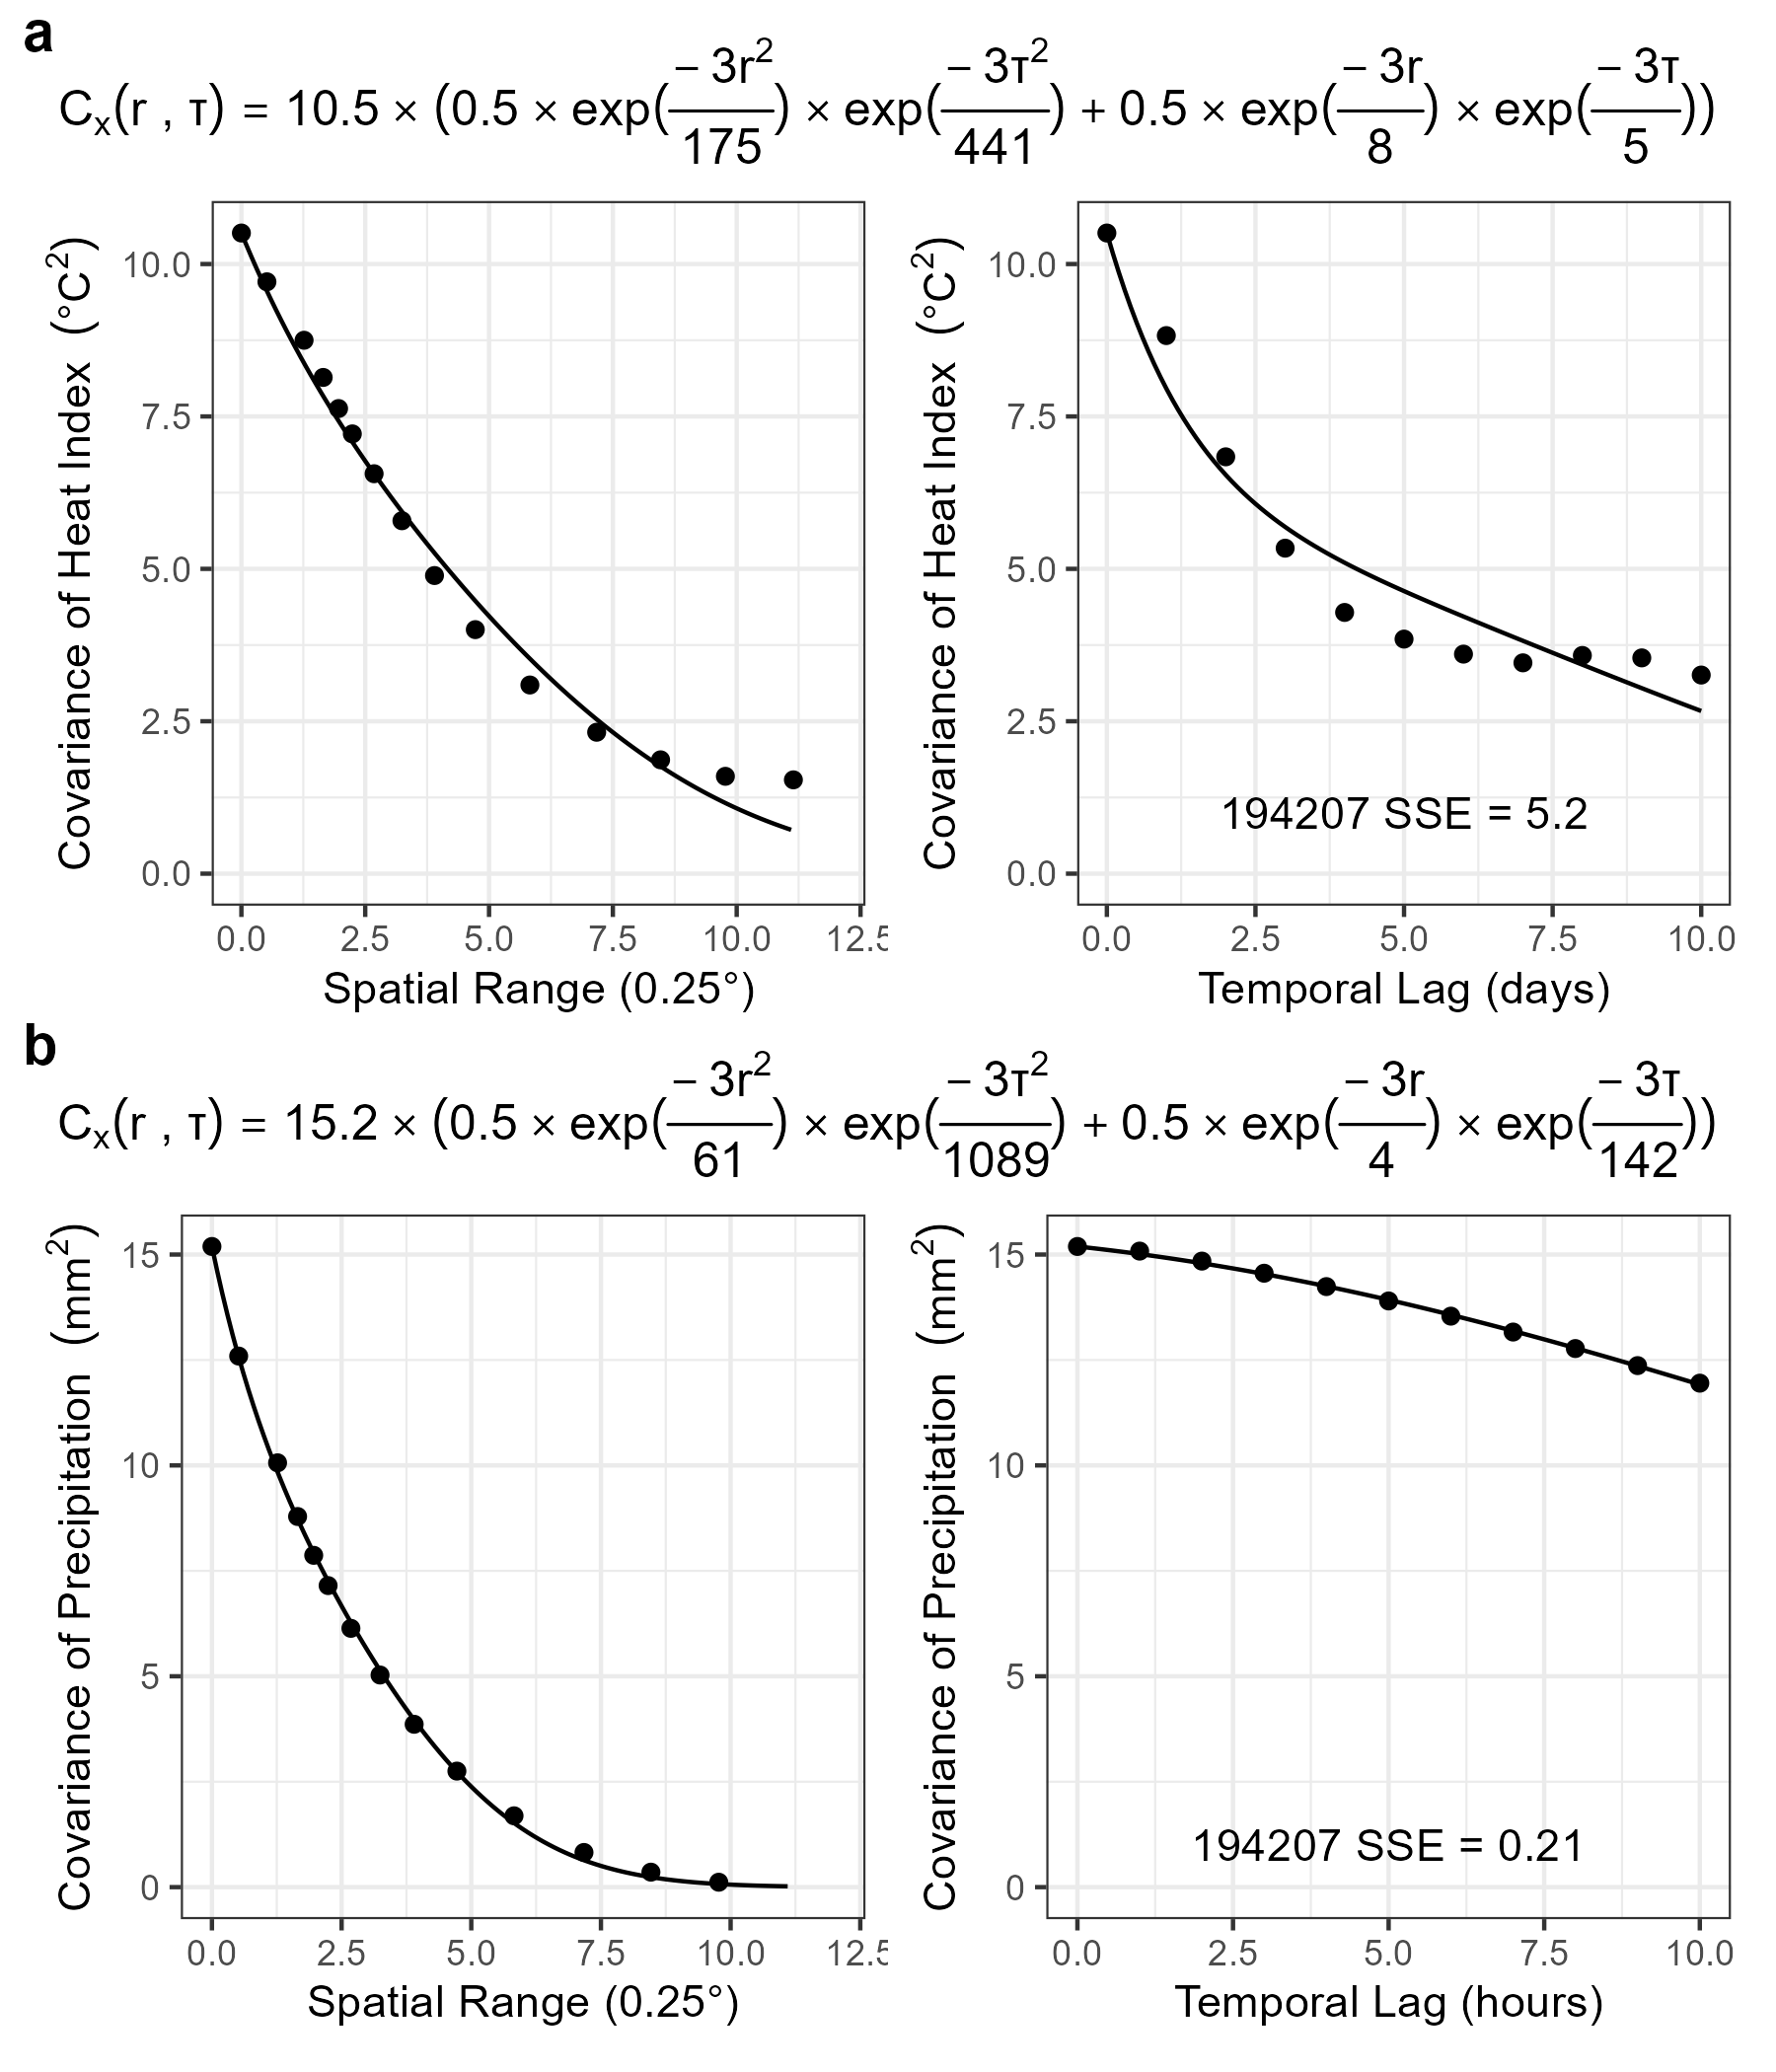 a
Cₓ(r , τ) = 10.5 × (0.5 × exp(− 3r²/175) × exp(− 3τ²/441) + 0.5 × exp(− 3r/8) × exp(− 3τ/5))
Covariance of Heat Index (°C²)
10.0
7.5
5.0
2.5
0.0
0.0 2.5 5.0 7.5 10.0 12.5
Spatial Range (0.25°)
Covariance of Heat Index (°C²)
10.0
7.5
5.0
2.5
0.0
194207 SSE = 5.2
0.0 2.5 5.0 7.5 10.0
Temporal Lag (days)
b
Cₓ(r , τ) = 15.2 × (0.5 × exp(− 3r²/61) × exp(− 3τ²/1089) + 0.5 × exp(− 3r/4) × exp(− 3τ/142))
Covariance of Precipitation (mm²)
15
10
5
0
0.0 2.5 5.0 7.5 10.0 12.5
Spatial Range (0.25°)
Covariance of Precipitation (mm²)
15
10
5
0
194207 SSE = 0.21
0.0 2.5 5.0 7.5 10.0
Temporal Lag (hours)